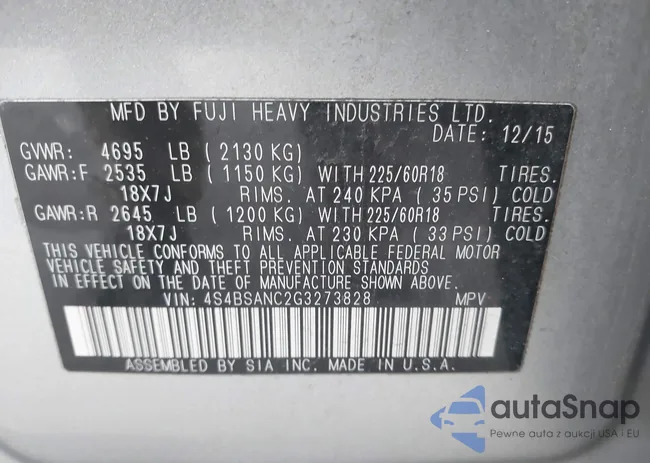 MFD BY FUJI HEAVY INDUSTRIES LTD.
DATE: 12/15
GVWR: 4695 LB ( 2130 KG)
GAWR:F 2535 LB ( 1150 KG) WITH 225/60R18 TIRES.
18X7J RIMS. AT 240 KPA ( 35 PSI) COLD
GAWR:R 2645 LB ( 1200 KG) WITH 225/60R18 TIRES.
18X7J RIMS. AT 230 KPA ( 33 PSI) COLD
THIS VEHICLE CONFORMS TO ALL APPLICABLE FEDERAL MOTOR
VEHICLE SAFETY AND THEFT PREVENTION STANDARDS
IN EFFECT ON THE DATE OF MANUFACTURE SHOWN ABOVE.
VIN: 4S4BSANC2G3273828 MPV
ASSEMBLED BY SIA INC. MADE IN U.S.A.
autoSnap
Pewne auta z aukcji USA i EU